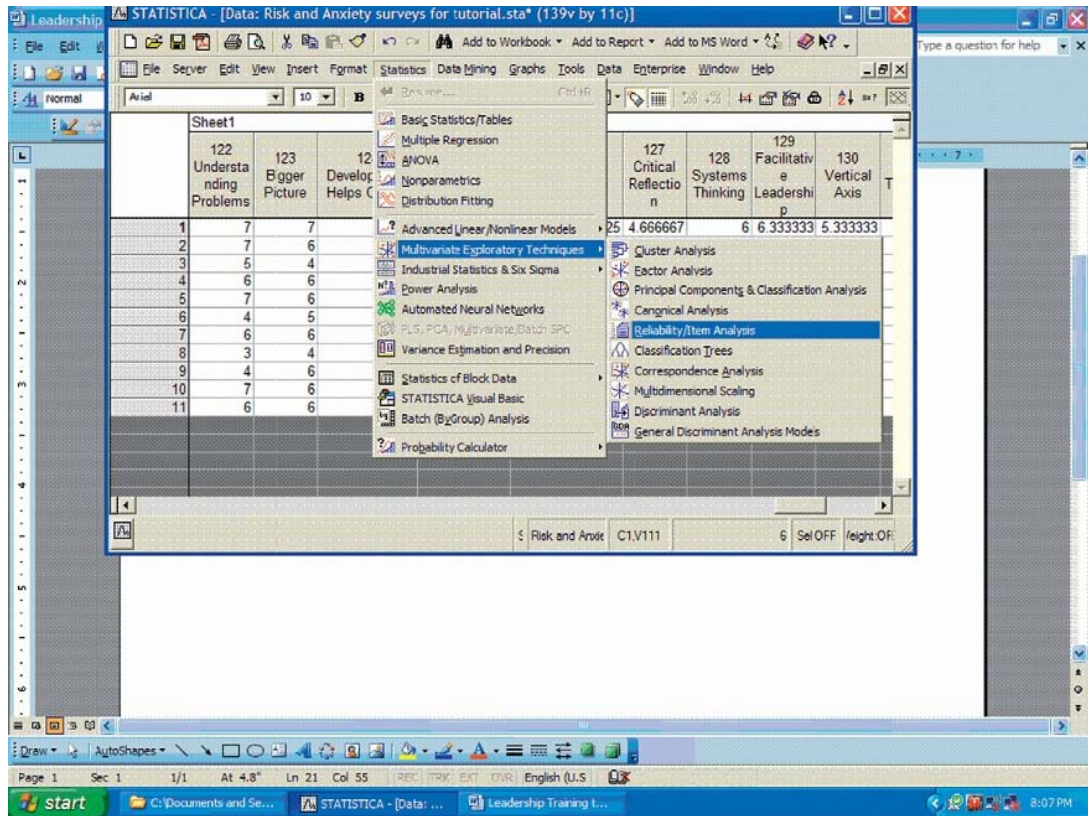 Leadership
STATISTICA - [Data: Risk and Anxiety surveys for tutorial.sta* (139v by 11c)]
File Edit
Type a question for help
Add to Workbook Add to Report Add to MS Word
File Server Edit View Insert Format Statistics Data Mining Graphs Tools Data Enterprise Window Help
Normal
Arial 10 B
Resume... Ctrl+R
Basic Statistics/Tables
Multiple Regression
ANOVA
Nonparametrics
Distribution Fitting
Advanced Linear/Nonlinear Models
Multivariate Exploratory Techniques
Industrial Statistics & Six Sigma
Power Analysis
Automated Neural Networks
PLS, PCA, Multivariate/Batch SPC
Variance Estimation and Precision
Statistics of Block Data
STATISTICA Visual Basic
Batch (ByGroup) Analysis
Probability Calculator
Cluster Analysis
Factor Analysis
Principal Components & Classification Analysis
Canonical Analysis
Reliability/Item Analysis
Classification Trees
Correspondence Analysis
Multidimensional Scaling
Discriminant Analysis
General Discriminant Analysis Models
Sheet1
122 Understa nding Problems
123 Bigger Picture
12 Develop Helps C
127 Critical Reflectio n
128 Systems Thinking
129 Facilitativ e Leadershi p
130 Vertical Axis
T
1 7 7 25 4.666667 6 6.333333 5.333333
2 7 6
3 5 4
4 6 6
5 7 6
6 4 5
7 6 6
8 3 4
9 4 6
10 7 6
11 6 6
S Risk and Anxie C1,V111 6 Sel OFF Veight:OF
Draw AutoShapes
Page 1 Sec 1 1/1 At 4.8" Ln 21 Col 55 REC TRK EXT OVR English (U.S
start C:\Documents and Se... STATISTICA - [Data: ... Leadership Training t... 8:07 PM